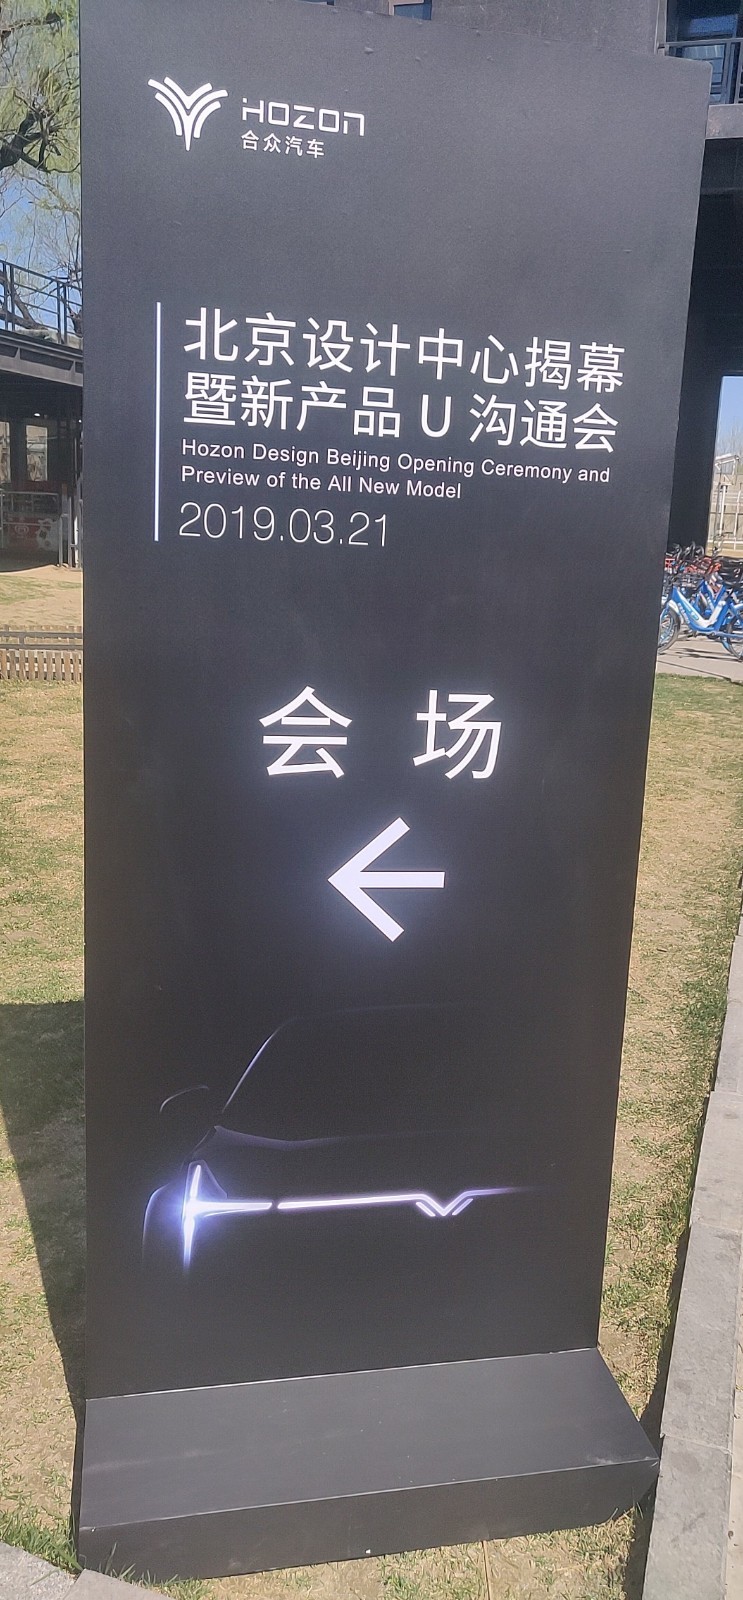 HOZON
合众汽车
北京设计中心揭幕
暨新产品 U 沟通会
Hozon Design Beijing Opening Ceremony and
Preview of the All New Model
2019.03.21
会 场